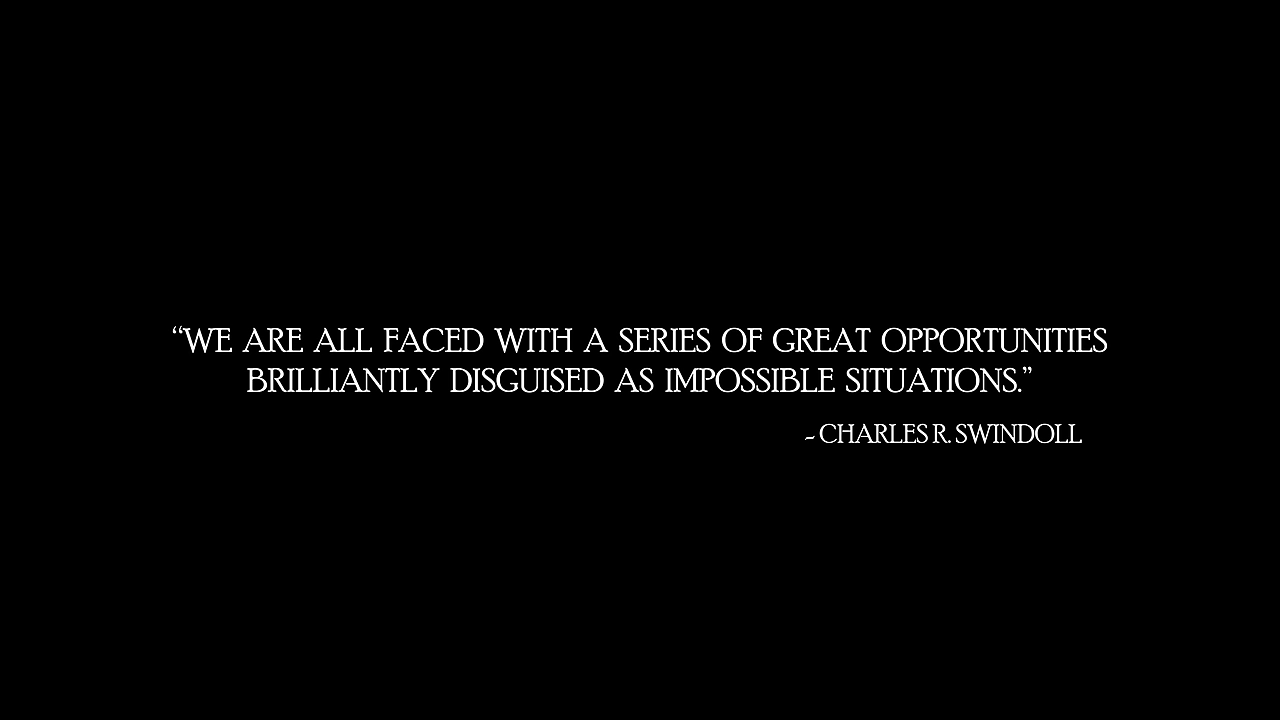 “WE ARE ALL FACED WITH A SERIES OF GREAT OPPORTUNITIES
BRILLIANTLY DISGUISED AS IMPOSSIBLE SITUATIONS.”
- CHARLES R. SWINDOLL